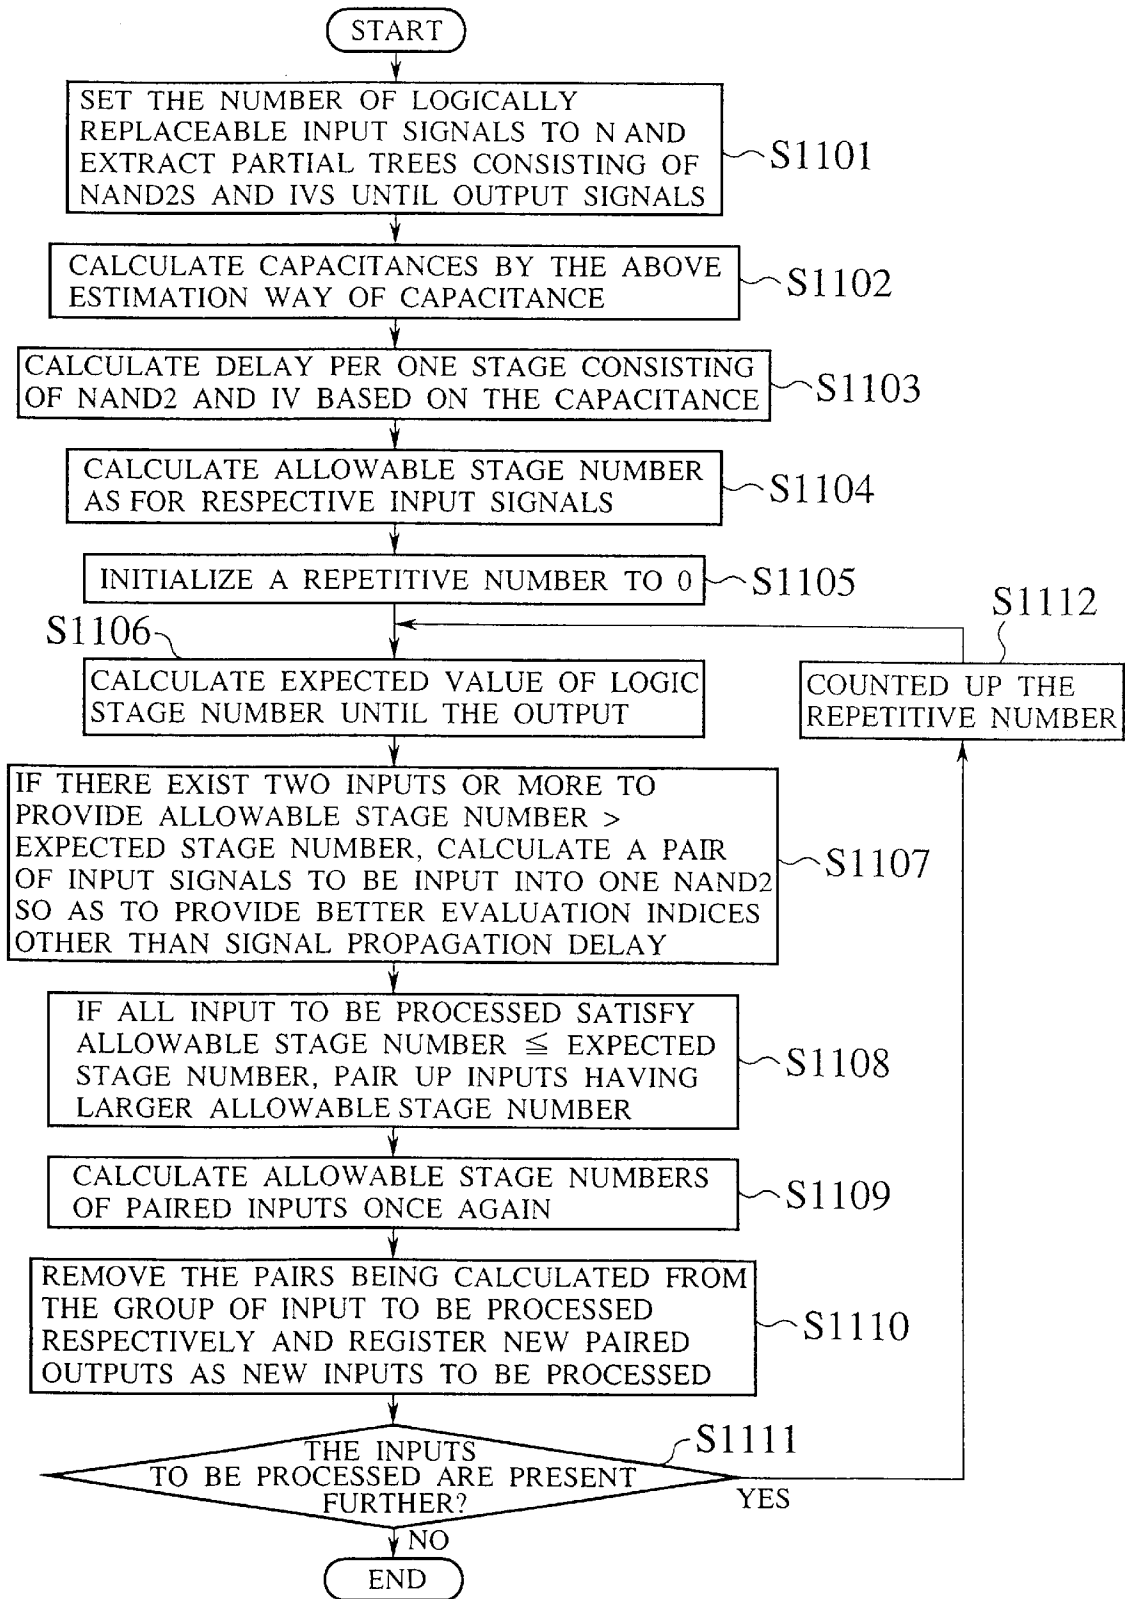 START
SET THE NUMBER OF LOGICALLY
REPLACEABLE INPUT SIGNALS TO N AND
EXTRACT PARTIAL TREES CONSISTING OF
NAND2S AND IVS UNTIL OUTPUT SIGNALS
S1101
CALCULATE CAPACITANCES BY THE ABOVE
ESTIMATION WAY OF CAPACITANCE
S1102
CALCULATE DELAY PER ONE STAGE CONSISTING
OF NAND2 AND IV BASED ON THE CAPACITANCE
S1103
CALCULATE ALLOWABLE STAGE NUMBER
AS FOR RESPECTIVE INPUT SIGNALS
S1104
INITIALIZE A REPETITIVE NUMBER TO 0
S1105
S1106
CALCULATE EXPECTED VALUE OF LOGIC
STAGE NUMBER UNTIL THE OUTPUT
S1112
COUNTED UP THE
REPETITIVE NUMBER
IF THERE EXIST TWO INPUTS OR MORE TO
PROVIDE ALLOWABLE STAGE NUMBER >
EXPECTED STAGE NUMBER, CALCULATE A PAIR
OF INPUT SIGNALS TO BE INPUT INTO ONE NAND2
SO AS TO PROVIDE BETTER EVALUATION INDICES
OTHER THAN SIGNAL PROPAGATION DELAY
S1107
IF ALL INPUT TO BE PROCESSED SATISFY
ALLOWABLE STAGE NUMBER ≦ EXPECTED
STAGE NUMBER, PAIR UP INPUTS HAVING
LARGER ALLOWABLE STAGE NUMBER
S1108
CALCULATE ALLOWABLE STAGE NUMBERS
OF PAIRED INPUTS ONCE AGAIN
S1109
REMOVE THE PAIRS BEING CALCULATED FROM
THE GROUP OF INPUT TO BE PROCESSED
RESPECTIVELY AND REGISTER NEW PAIRED
OUTPUTS AS NEW INPUTS TO BE PROCESSED
S1110
THE INPUTS
TO BE PROCESSED ARE PRESENT
FURTHER?
S1111
YES
NO
END